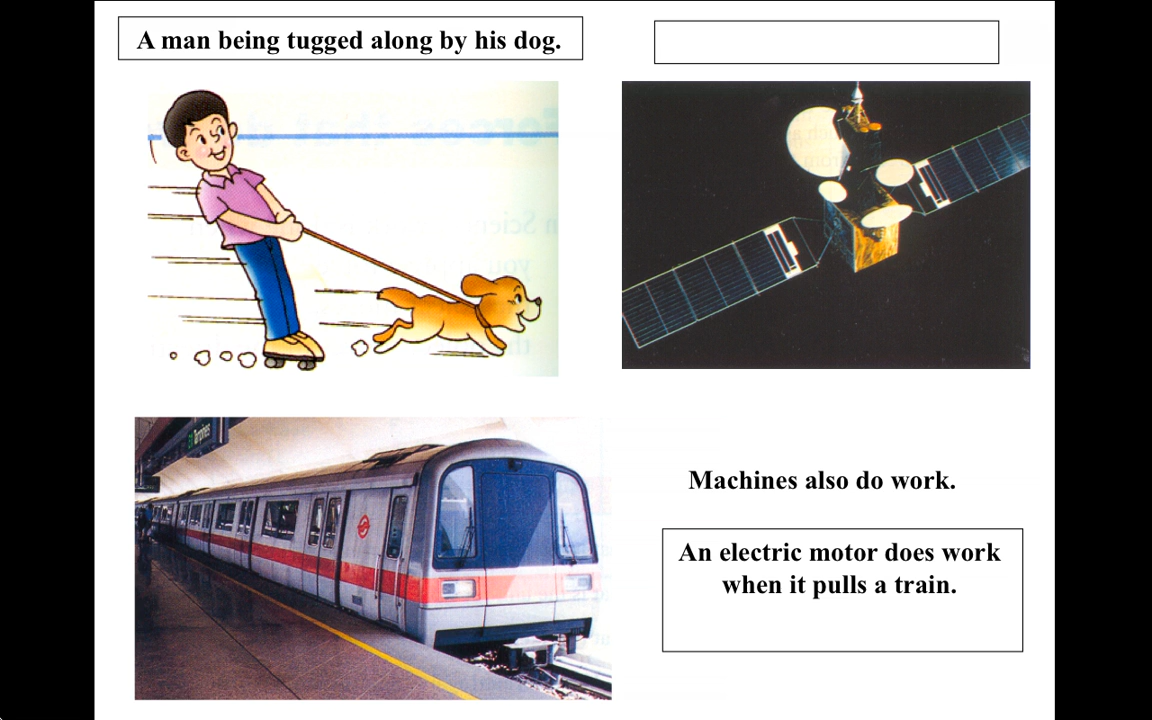 A man being tugged along by his dog.
Machines also do work.
An electric motor does work
when it pulls a train.